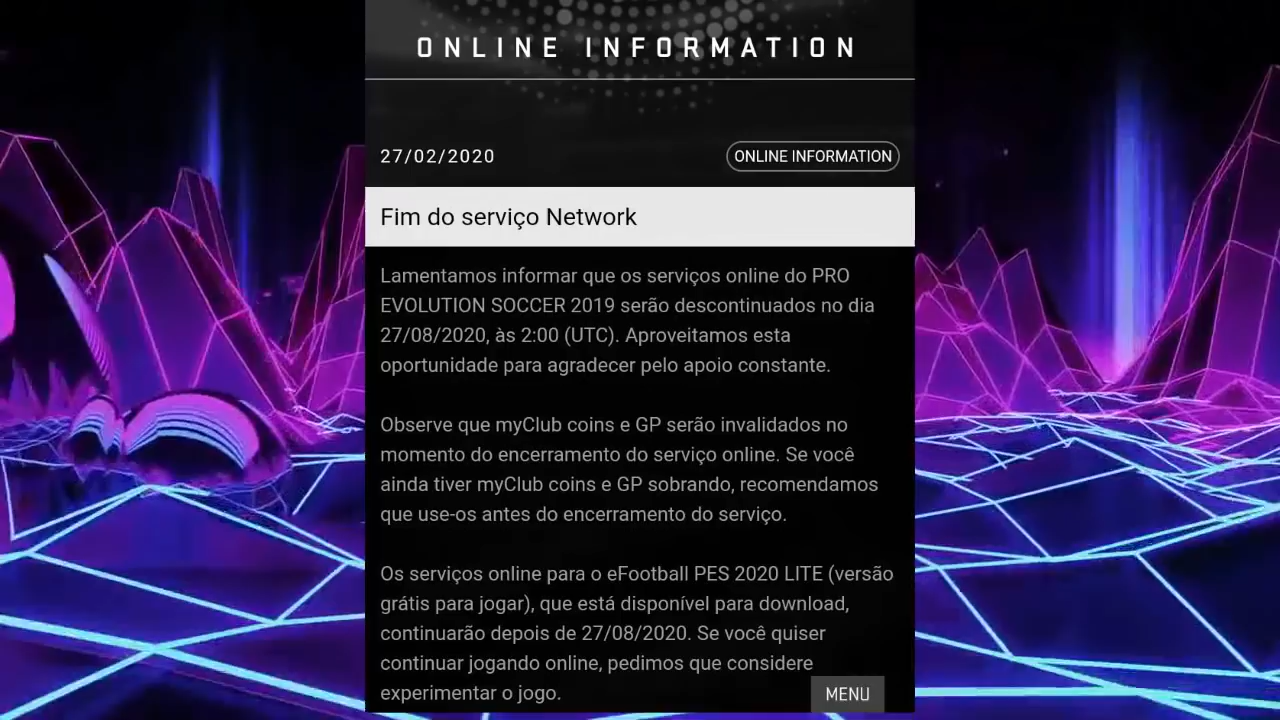 ONLINE INFORMATION
27/02/2020
ONLINE INFORMATION
Fim do serviço Network
Lamentamos informar que os serviços online do PRO
EVOLUTION SOCCER 2019 serão descontinuados no dia
27/08/2020, às 2:00 (UTC). Aproveitamos esta
oportunidade para agradecer pelo apoio constante.
Observe que myClub coins e GP serão invalidados no
momento do encerramento do serviço online. Se você
ainda tiver myClub coins e GP sobrando, recomendamos
que use-os antes do encerramento do serviço.
Os serviços online para o eFootball PES 2020 LITE (versão
grátis para jogar), que está disponível para download,
continuarão depois de 27/08/2020. Se você quiser
continuar jogando online, pedimos que considere
experimentar o jogo.
MENU